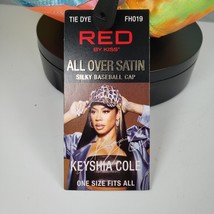 TIE DYE FH019
RED
BY KISS
ALL OVER SATIN
SILKY BASEBALL CAP
KEYSHIA COLE
ONE SIZE FITS ALL